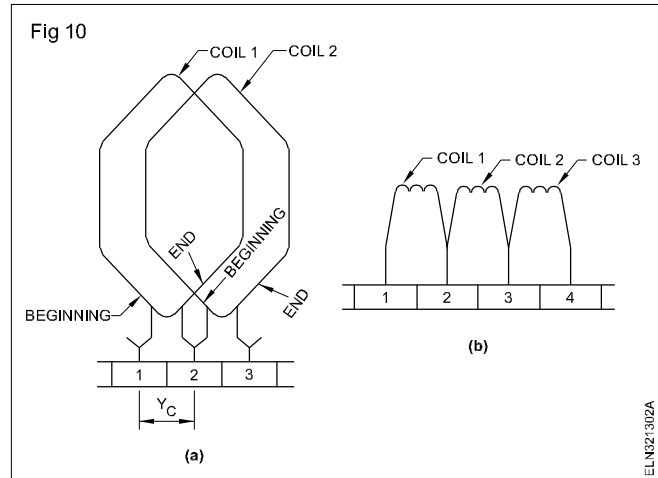 Fig 10
COIL 1
COIL 2
END
BEGINNING
BEGINNING
END
1 2 3
YC
(a)
COIL 1
COIL 2
COIL 3
1 2 3 4
(b)
ELN321302A